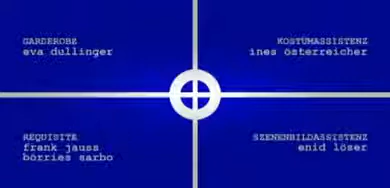 GARDEROBE
eva dullinger
KOSTÜMASSISTENZ
ines österreicher
REQUISITE
frank jauss
börries sarbo
SZENENBILDASSISTENZ
enid löser